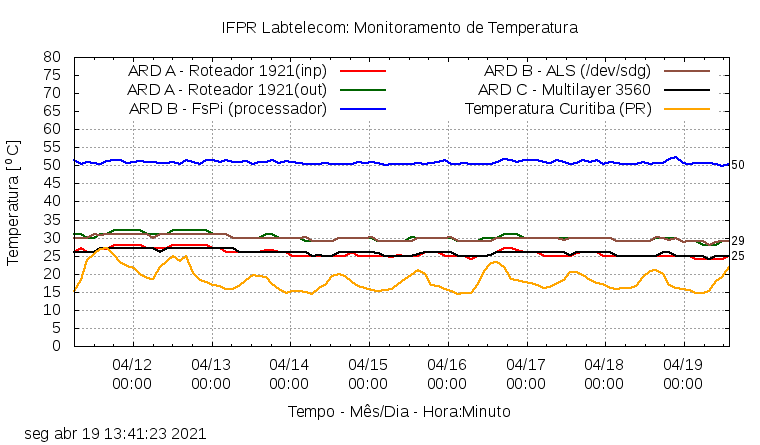 IFPR Labtelecom: Monitoramento de Temperatura
ARD A - Roteador 1921(inp)
ARD A - Roteador 1921(out)
ARD B - FsPi (processador)
ARD B - ALS (/dev/sdg)
ARD C - Multilayer 3560
Temperatura Curitiba (PR)
Temperatura [ ºC]
80
75
70
65
60
55
50
45
40
35
30
25
20
15
10
5
0
50
29
25
04/12 04/13 04/14 04/15 04/16 04/17 04/18 04/19
00:00 00:00 00:00 00:00 00:00 00:00 00:00 00:00
Tempo - Mês/Dia - Hora:Minuto
seg abr 19 13:41:23 2021